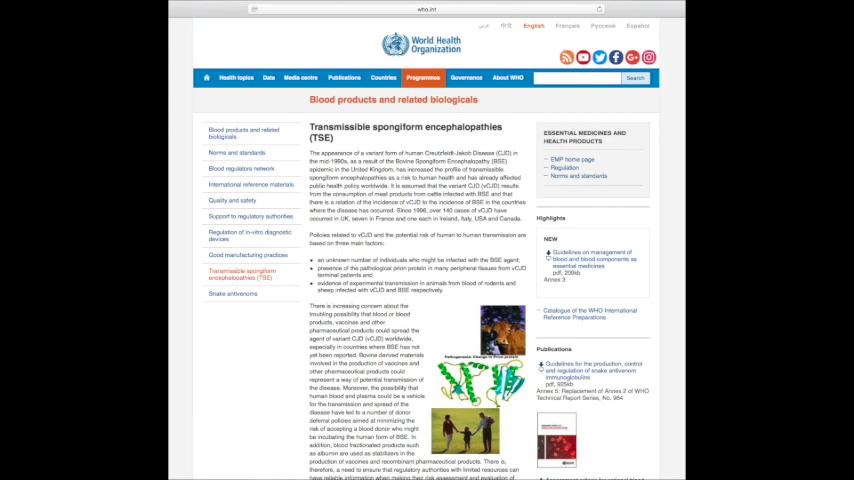 who.int
عربي 中文 English Français Русский Español
World Health
Organization
Health topics Data Media centre Publications Countries Programmes Governance About WHO Search
Blood products and related biologicals
Blood products and related
biologicals
Norms and standards
Blood regulators network
International reference materials
Quality and safety
Support to regulatory authorities
Regulation of in-vitro diagnostic
devices
Good manufacturing practices
Transmissible spongiform
encephalopathies (TSE)
Snake antivenoms
Transmissible spongiform encephalopathies
(TSE)
The appearance of a variant form of human Creutzfeldt-Jakob Disease (CJD) in
the mid-1990s, as a result of the Bovine Spongiform Encephalopathy (BSE)
epidemic in the United Kingdom, has increased the profile of transmissible
spongiform encephalopathies as a risk to human health and has already affected
public health policy worldwide. It is assumed that the variant CJD (vCJD) results
from the consumption of meat products from cattle infected with BSE and that
there is a relation of the incidence of vCJD to the incidence of BSE in the countries
where the disease has occurred. Since 1996, over 140 cases of vCJD have
occurred in UK, seven in France and one each in Ireland, Italy, USA and Canada.
Policies related to vCJD and the potential risk of human to human transmission are
based on three main factors:
• an unknown number of individuals who might be infected with the BSE agent;
• presence of the pathological prion protein in many peripheral tissues from vCJD
terminal patients and
• evidence of experimental transmission in animals from blood of rodents and
sheep infected with vCJD and BSE respectively.
There is increasing concern about the
troubling possibility that blood or blood
products, vaccines and other
pharmaceutical products could spread the
agent of variant CJD (vCJD) worldwide,
especially in countries where BSE has not
yet been reported. Bovine derived materials
involved in the production of vaccines and
other pharmaceutical products could
represent a way of potential transmission of
the disease. Moreover, the possibility that
human blood and plasma could be a vehicle
for the transmission and spread of the
disease have led to a number of donor
deferral policies aimed at minimizing the
risk of accepting a blood donor who might
be incubating the human form of BSE. In
addition, blood fractionated products such
as albumin are used as stabilizers in the
production of vaccines and recombinant pharmaceutical products. There is,
therefore, a need to ensure that regulatory authorities with limited resources can
have reliable information when making their risk assessment and evaluation of
Pathogenesis: Change in Prion protein
ESSENTIAL MEDICINES AND
HEALTH PRODUCTS
– EMP home page
– Regulation
– Norms and standards
Highlights
NEW
Guidelines on management of
blood and blood components as
essential medicines
pdf, 209kb
Annex 3
– Catalogue of the WHO International
Reference Preparations
Publications
Guidelines for the production, control
and regulation of snake antivenom
immunoglobulins
pdf, 925kb
Annex 5: Replacement of Annex 2 of WHO
Technical Report Series, No. 964